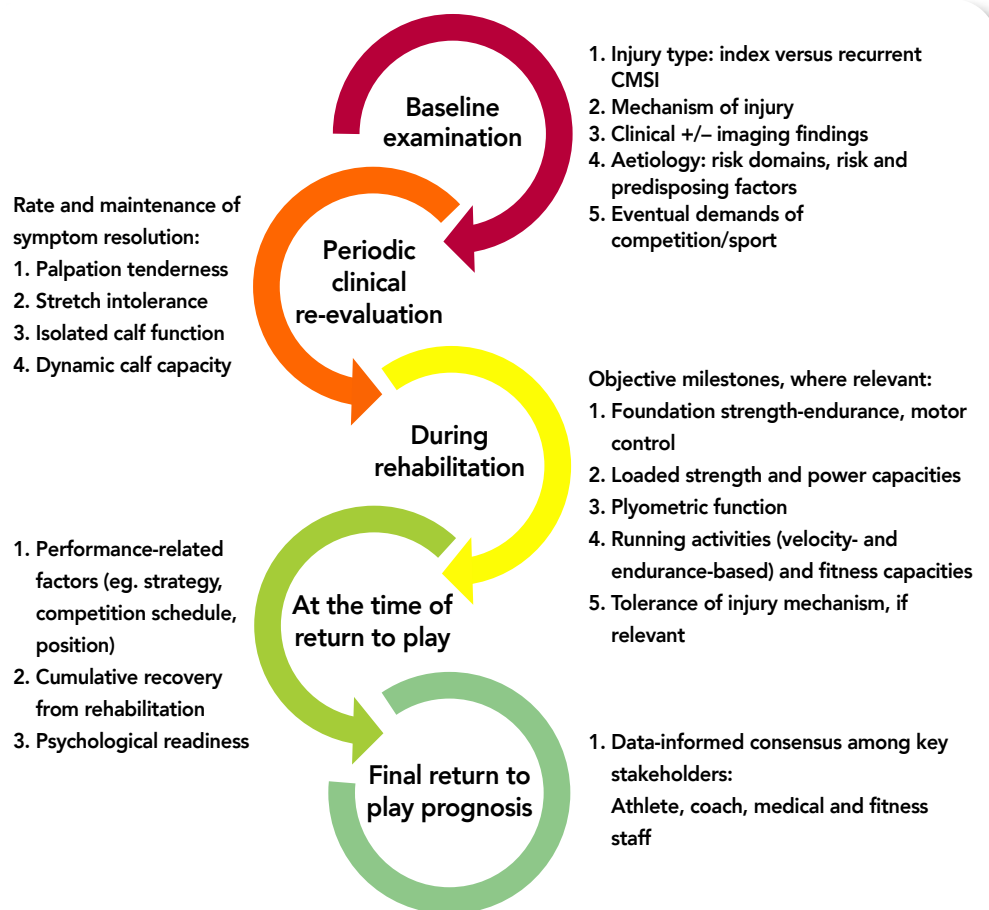 Baseline
examination
1. Injury type: index versus recurrent
CMSI
2. Mechanism of injury
3. Clinical +/– imaging findings
4. Aetiology: risk domains, risk and
predisposing factors
5. Eventual demands of
competition/sport
Periodic
clinical
re-evaluation
Rate and maintenance of
symptom resolution:
1. Palpation tenderness
2. Stretch intolerance
3. Isolated calf function
4. Dynamic calf capacity
During
rehabilitation
Objective milestones, where relevant:
1. Foundation strength-endurance, motor
control
2. Loaded strength and power capacities
3. Plyometric function
4. Running activities (velocity- and
endurance-based) and fitness capacities
5. Tolerance of injury mechanism, if
relevant
At the time of
return to play
1. Performance-related
factors (eg. strategy,
competition schedule,
position)
2. Cumulative recovery
from rehabilitation
3. Psychological readiness
Final return to
play prognosis
1. Data-informed consensus among key
stakeholders:
Athlete, coach, medical and fitness
staff